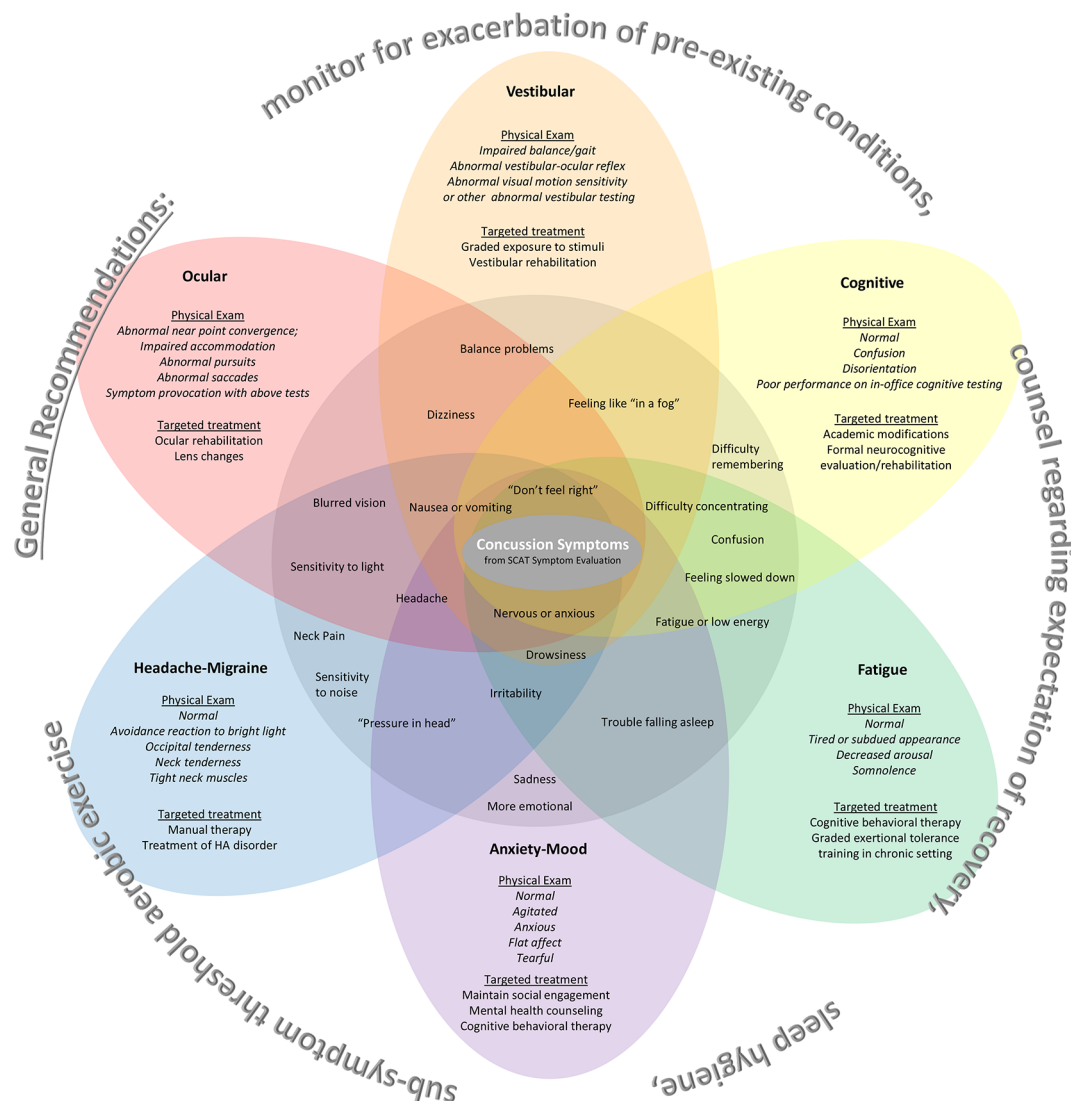 General Recommendations:
monitor for exacerbation of pre-existing conditions,
counsel regarding expectation of recovery,
sleep hygiene,
sub-symptom threshold aerobic exercise
Vestibular
Physical Exam
Impaired balance/gait
Abnormal vestibular-ocular reflex
Abnormal visual motion sensitivity
or other abnormal vestibular testing
Targeted treatment
Graded exposure to stimuli
Vestibular rehabilitation
Ocular
Physical Exam
Abnormal near point convergence;
Impaired accommodation
Abnormal pursuits
Abnormal saccades
Symptom provocation with above tests
Targeted treatment
Ocular rehabilitation
Lens changes
Cognitive
Physical Exam
Normal
Confusion
Disorientation
Poor performance on in-office cognitive testing
Targeted treatment
Academic modifications
Formal neurocognitive
evaluation/rehabilitation
Balance problems
Feeling like “in a fog”
Dizziness
Difficulty
remembering
“Don’t feel right”
Blurred vision
Nausea or vomiting
Difficulty concentrating
Concussion Symptoms
from SCAT Symptom Evaluation
Confusion
Sensitivity to light
Feeling slowed down
Headache
Nervous or anxious
Fatigue or low energy
Neck Pain
Drowsiness
Sensitivity
to noise
Irritability
“Pressure in head”
Trouble falling asleep
Sadness
More emotional
Headache-Migraine
Physical Exam
Normal
Avoidance reaction to bright light
Occipital tenderness
Neck tenderness
Tight neck muscles
Targeted treatment
Manual therapy
Treatment of HA disorder
Fatigue
Physical Exam
Normal
Tired or subdued appearance
Decreased arousal
Somnolence
Targeted treatment
Cognitive behavioral therapy
Graded exertional tolerance
training in chronic setting
Anxiety-Mood
Physical Exam
Normal
Agitated
Anxious
Flat affect
Tearful
Targeted treatment
Maintain social engagement
Mental health counseling
Cognitive behavioral therapy